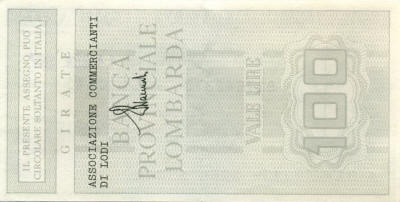 IL PRESENTE ASSEGNO PUÒ
CIRCOLARE SOLTANTO IN ITALIA
GIRATE
ASSOCIAZIONE COMMERCIANTI
DI LODI
BANCA
PROVINCIALE
LOMBARDA
VALE LIRE
100